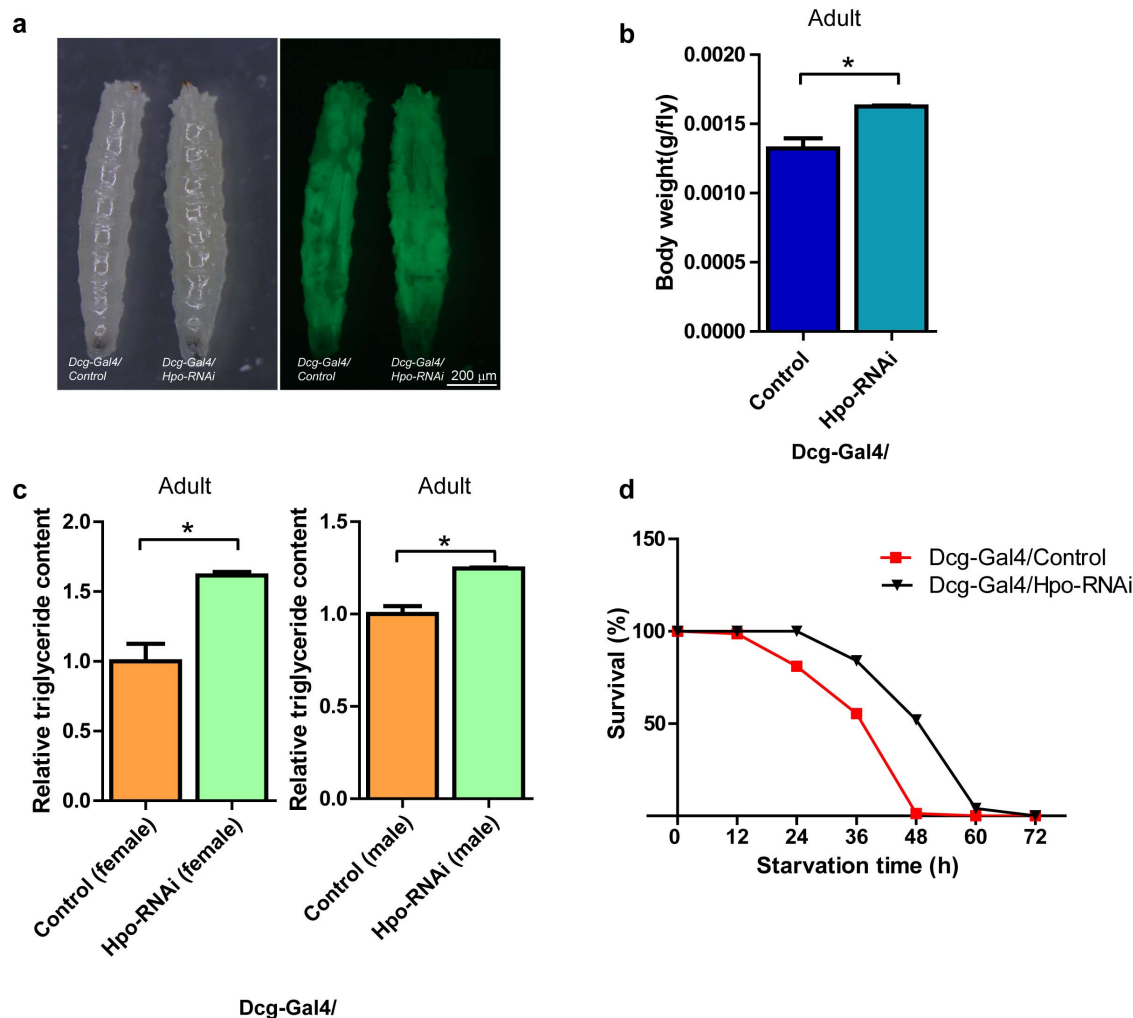 a
Dcg-Gal4/
Control
Dcg-Gal4/
Hpo-RNAi
Dcg-Gal4/
Control
Dcg-Gal4/
Hpo-RNAi
200 µm
b
Adult
Body weight(g/fly)
0.0020
0.0015
0.0010
0.0005
0.0000
*
Control
Hpo-RNAi
Dcg-Gal4/
c
Adult
Relative triglyceride content
2.0
1.5
1.0
0.5
0.0
*
Control (female)
Hpo-RNAi (female)
Adult
Relative triglyceride content
1.5
1.0
0.5
0.0
*
Control (male)
Hpo-RNAi (male)
Dcg-Gal4/
d
Survival (%)
150
100
50
Dcg-Gal4/Control
Dcg-Gal4/Hpo-RNAi
0 12 24 36 48 60 72
Starvation time (h)